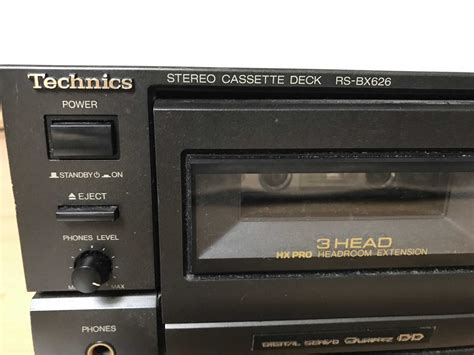 Technics
STEREO CASSETTE DECK RS-BX626
POWER
STANDBY ON
EJECT
PHONES LEVEL
MAX
3 HEAD
HX PRO HEADROOM EXTENSION
PHONES
DIGITAL SERVO QUARTZ DD